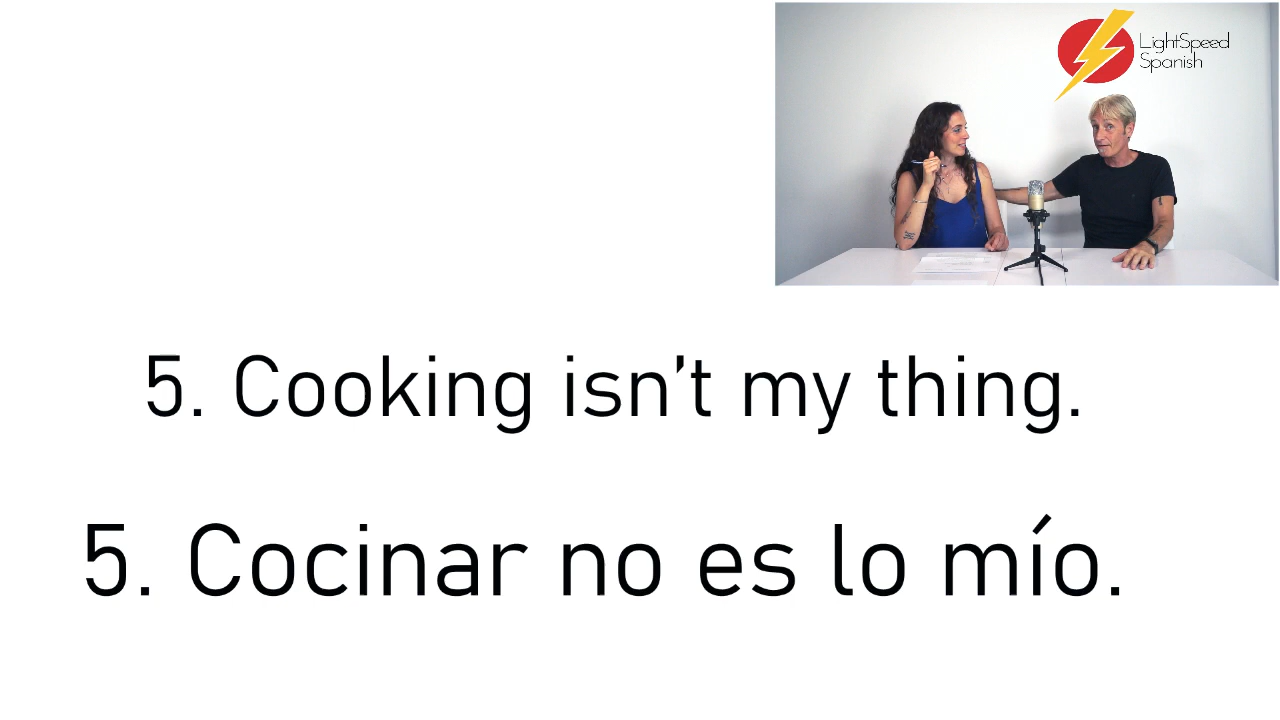 LightSpeed
Spanish
5. Cooking isn’t my thing.
5. Cocinar no es lo mío.